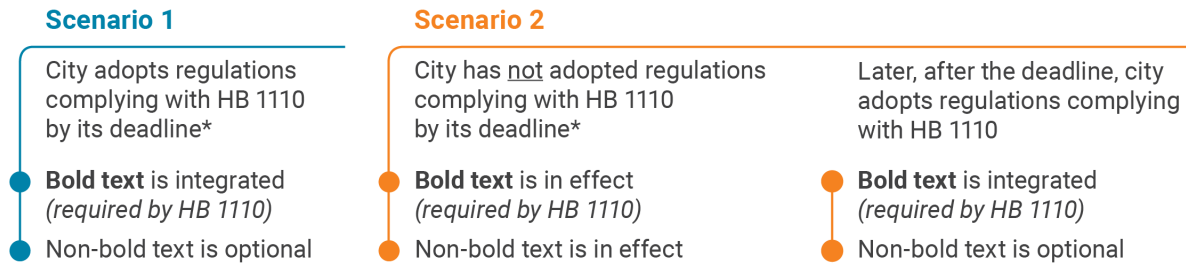 Scenario 1
City adopts regulations
complying with HB 1110
by its deadline*
Bold text is integrated
(required by HB 1110)
Non-bold text is optional
Scenario 2
City has not adopted regulations
complying with HB 1110
by its deadline*
Bold text is in effect
(required by HB 1110)
Non-bold text is in effect
Later, after the deadline, city
adopts regulations complying
with HB 1110
Bold text is integrated
(required by HB 1110)
Non-bold text is optional